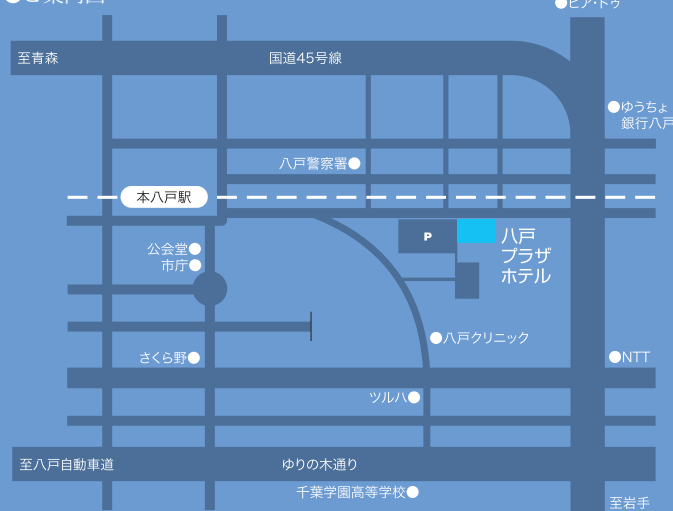 ご案内図
ピア・ドゥ
至青森
国道45号線
ゆうちょ
銀行八戸
八戸警察署
本八戸駅
P
八戸
プラザ
ホテル
公会堂
市庁
八戸クリニック
さくら野
NTT
ツルハ
至八戸自動車道
ゆりの木通り
千葉学園高等学校
至岩手